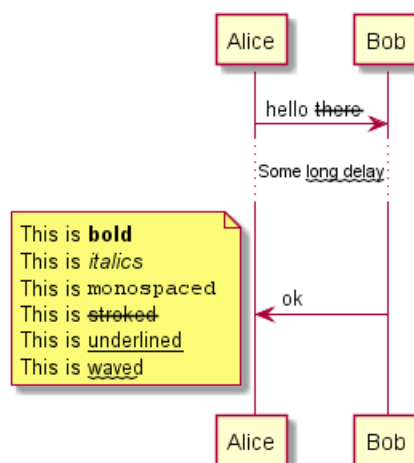 Alice Bob
hello there
Some long delay
This is bold
This is italics
This is monospaced
This is stroked
This is underlined
This is waved
ok
Alice Bob